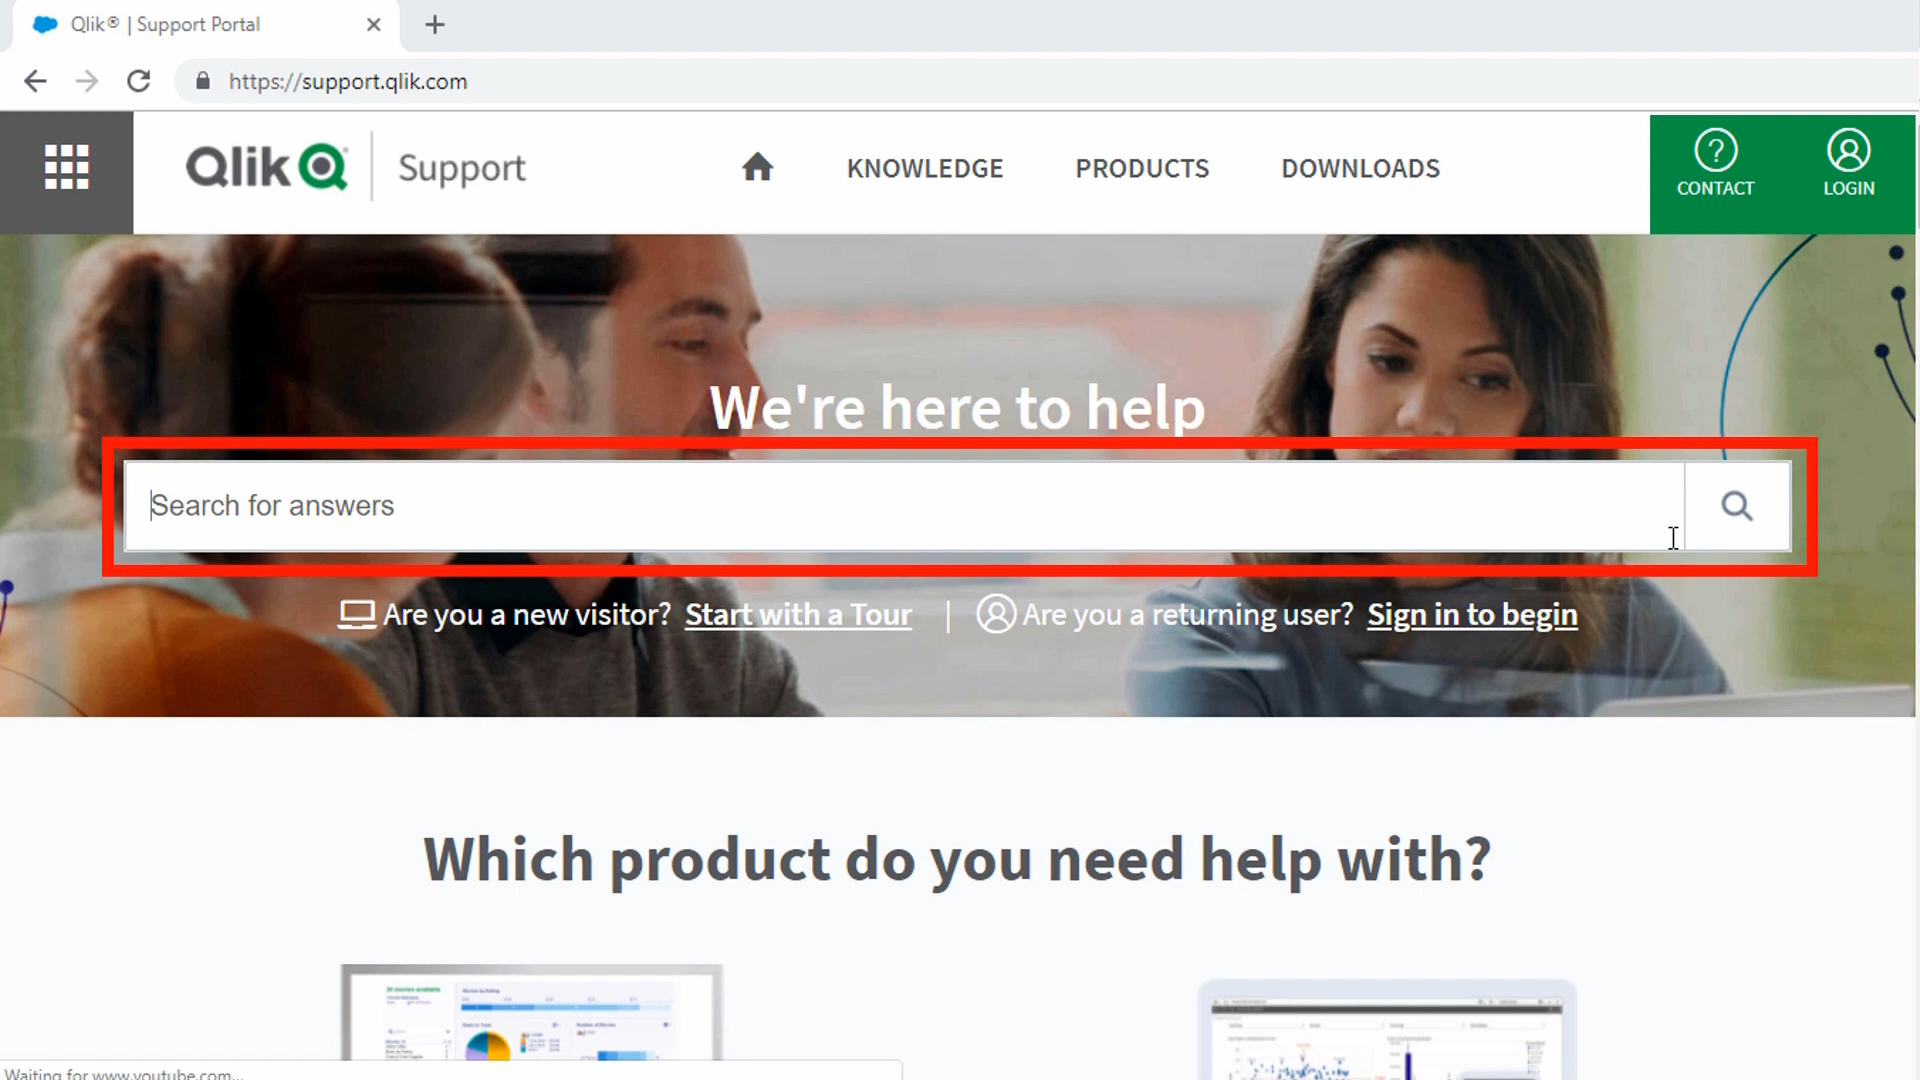 Qlik® | Support Portal
https://support.qlik.com
Qlik Support
KNOWLEDGE
PRODUCTS
DOWNLOADS
CONTACT
LOGIN
We're here to help
Search for answers
Are you a new visitor? Start with a Tour | Are you a returning user? Sign in to begin
Which product do you need help with?
Waiting for www.youtube.com...